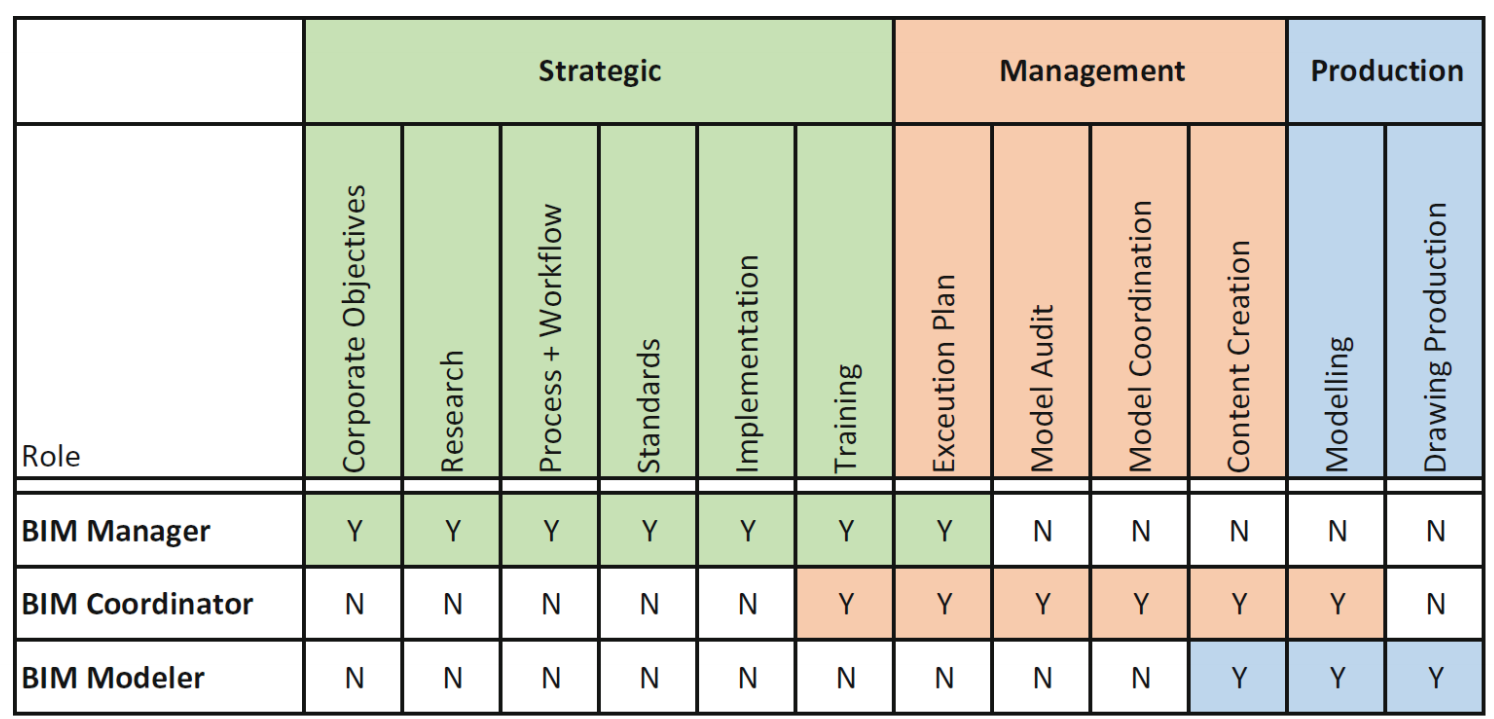 Strategic Management Production
Role Corporate Objectives Research Process + Workflow Standards Implementation Training Exceution Plan Model Audit Model Coordination Content Creation Modelling Drawing Production
BIM Manager Y Y Y Y Y Y Y N N N N N
BIM Coordinator N N N N N Y Y Y Y Y Y N
BIM Modeler N N N N N N N N N Y Y Y